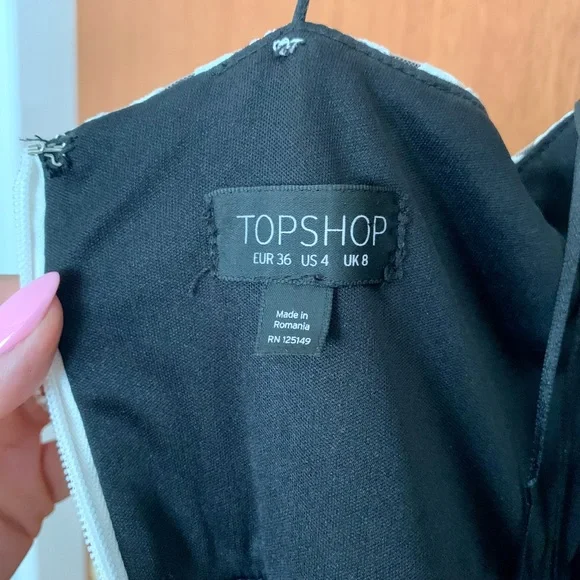 TOPSHOP
EUR 36 US 4 UK 8
Made in
Romania
RN 125149